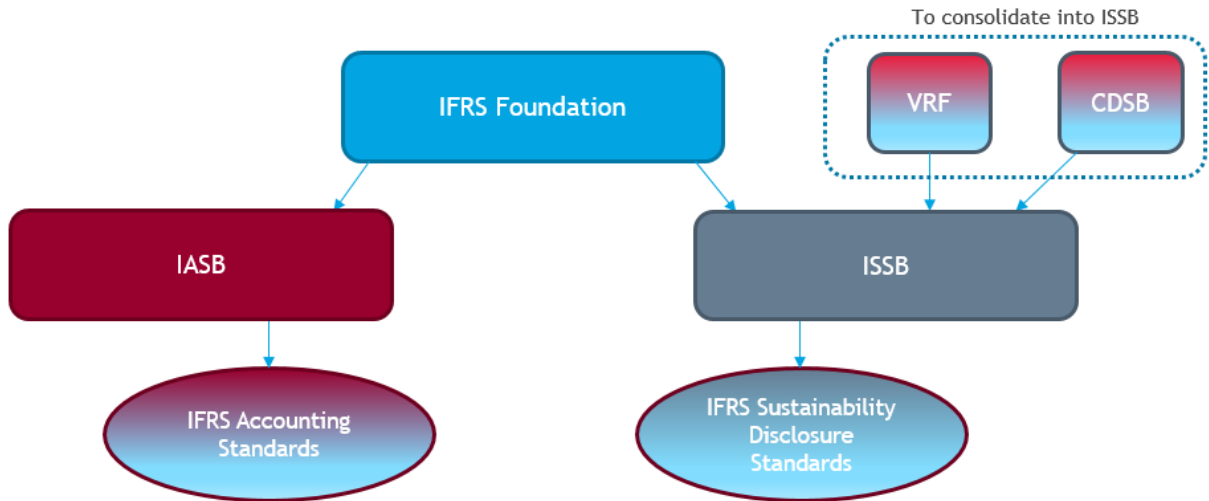 To consolidate into ISSB
IFRS Foundation
VRF
CDSB
IASB
ISSB
IFRS Accounting
Standards
IFRS Sustainability
Disclosure
Standards